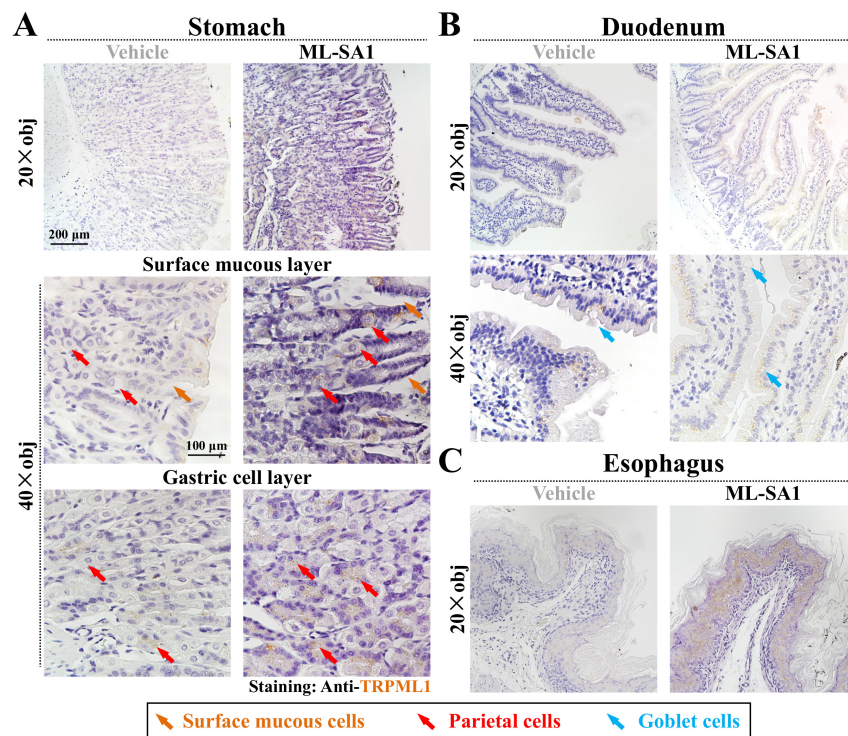 A
Stomach
Vehicle
ML-SA1
20×obj
200 μm
Surface mucous layer
40×obj
100 μm
Gastric cell layer
Staining: Anti-TRPML1
B
Duodenum
Vehicle
ML-SA1
20×obj
40×obj
C
Esophagus
Vehicle
ML-SA1
20×obj
Surface mucous cells
Parietal cells
Goblet cells